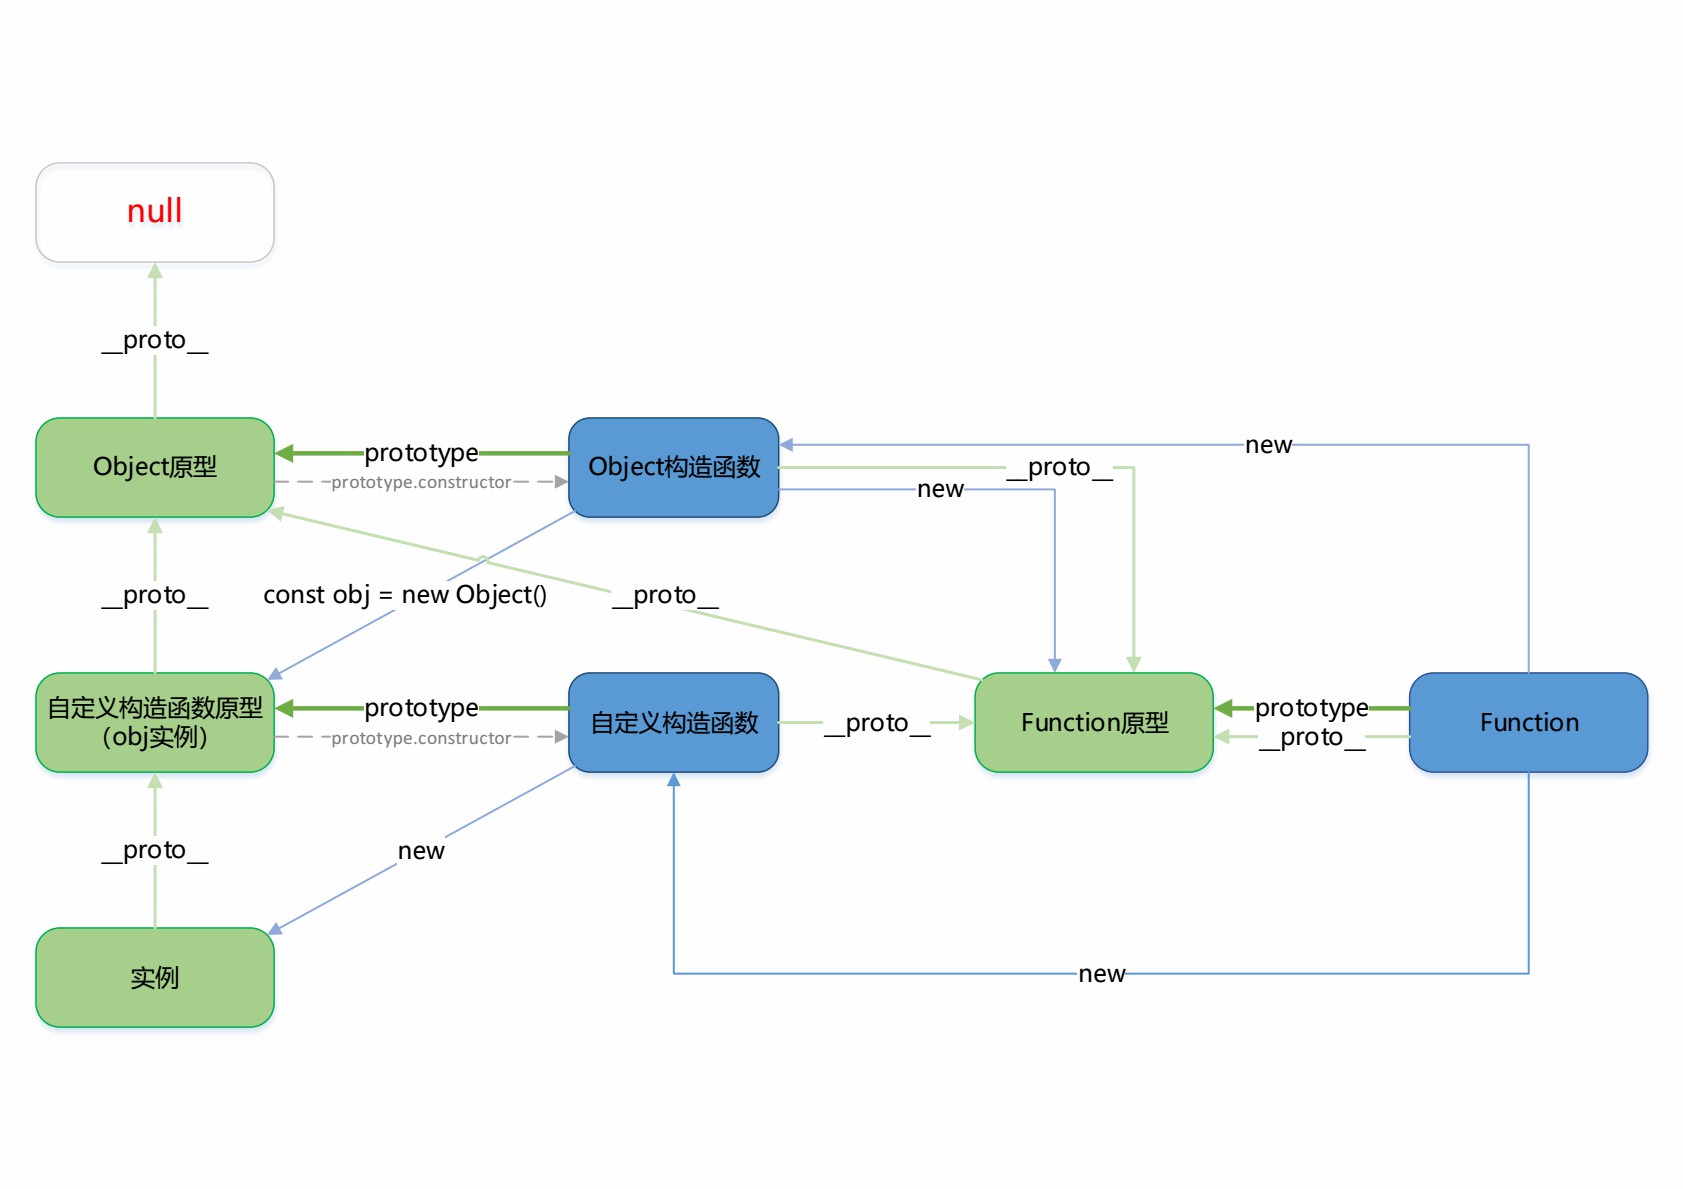 null
__proto__
new
Object原型
prototype
prototype.constructor
Object构造函数
__proto__
new
__proto__
const obj = new Object()
__proto__
自定义构造函数原型
（obj实例）
prototype
prototype.constructor
自定义构造函数
__proto__
Function原型
prototype
__proto__
Function
__proto__
new
实例
new